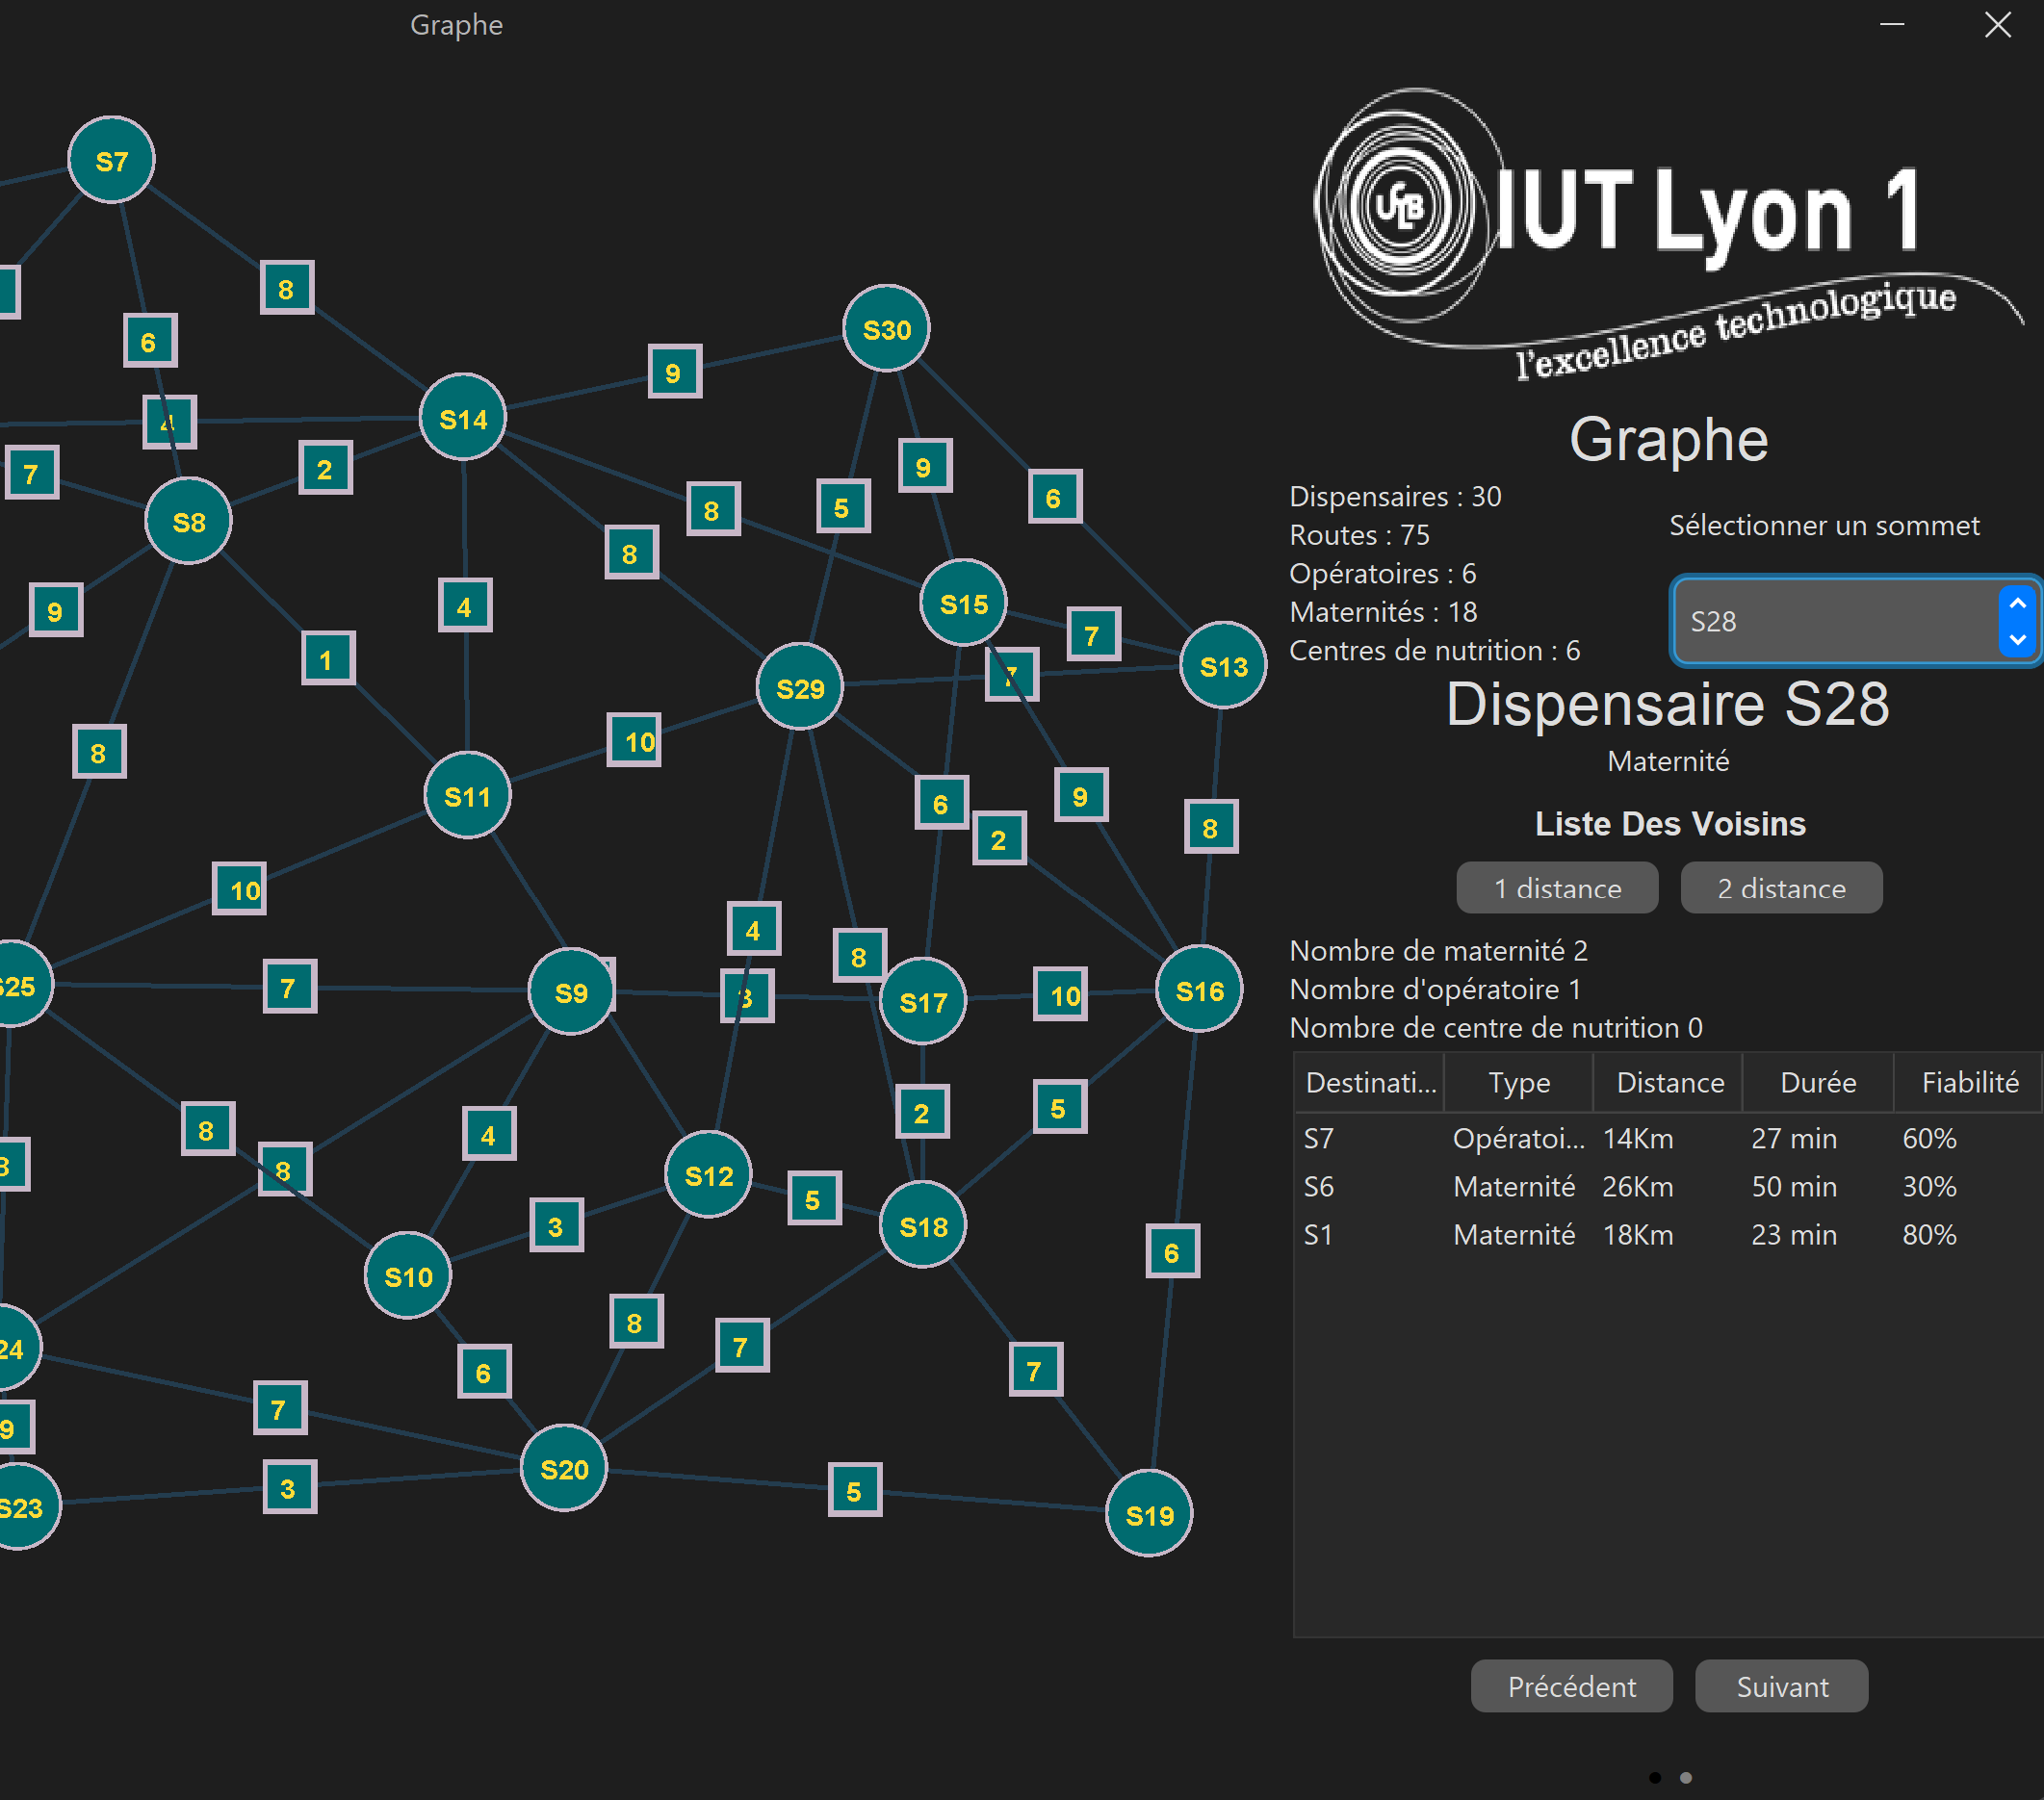 Graphe
S7
8
6
S30
9
S14
4
2
7
9
6
5
8
S8
8
S15
9
7
4
1
S13
7
S29
10
8
6
9
8
2
S11
10
4
8
7
S9
3
S17
10
S16
S25
8
8
4
2
5
8
S12
5
3
S18
6
S10
8
7
6
7
7
9
3
S20
5
S23
S19
IUT Lyon 1
l'excellence technologique
Graphe
Dispensaires : 30
Routes : 75
Opératoires : 6
Maternités : 18
Centres de nutrition : 6
Sélectionner un sommet
S28
Dispensaire S28
Maternité
Liste Des Voisins
1 distance 2 distance
Nombre de maternité 2
Nombre d'opératoire 1
Nombre de centre de nutrition 0
Destinati... Type Distance Durée Fiabilité
S7 Opératoi... 14Km 27 min 60%
S6 Maternité 26Km 50 min 30%
S1 Maternité 18Km 23 min 80%
Précédent Suivant